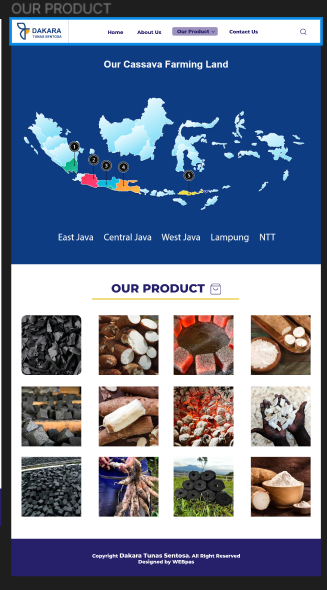 OUR PRODUCT
DAKARA
TUNAS SENTOSA
Home About Us Our Product Contact Us
Our Cassava Farming Land
1
2
3
4
5
East Java Central Java West Java Lampung NTT
OUR PRODUCT
Copyright Dakara Tunas Sentosa. All Right Reserved
Designed by WEBpas